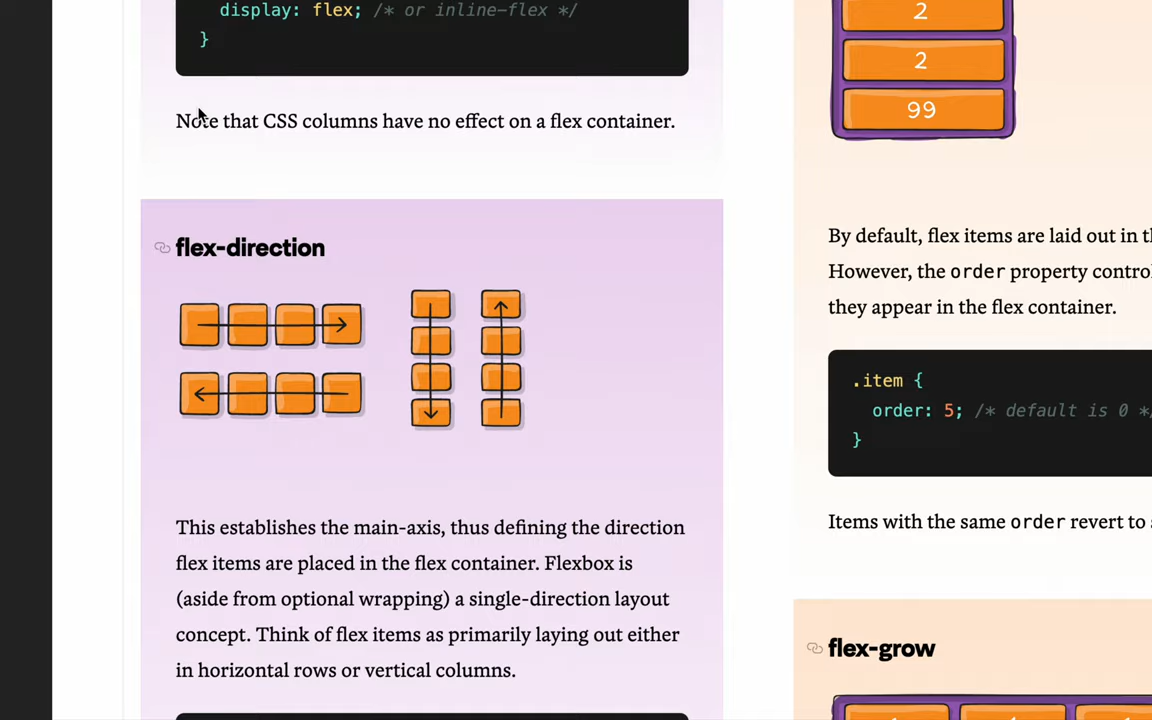 display: flex; /* or inline-flex */
}
Note that CSS columns have no effect on a flex container.
flex-direction
This establishes the main-axis, thus defining the direction
flex items are placed in the flex container. Flexbox is
(aside from optional wrapping) a single-direction layout
concept. Think of flex items as primarily laying out either
in horizontal rows or vertical columns.
2
2
99
By default, flex items are laid out in
However, the order property
they appear in the flex container.
.item {
order: 5; /* default is 0 */
}
Items with the same order revert to
flex-grow